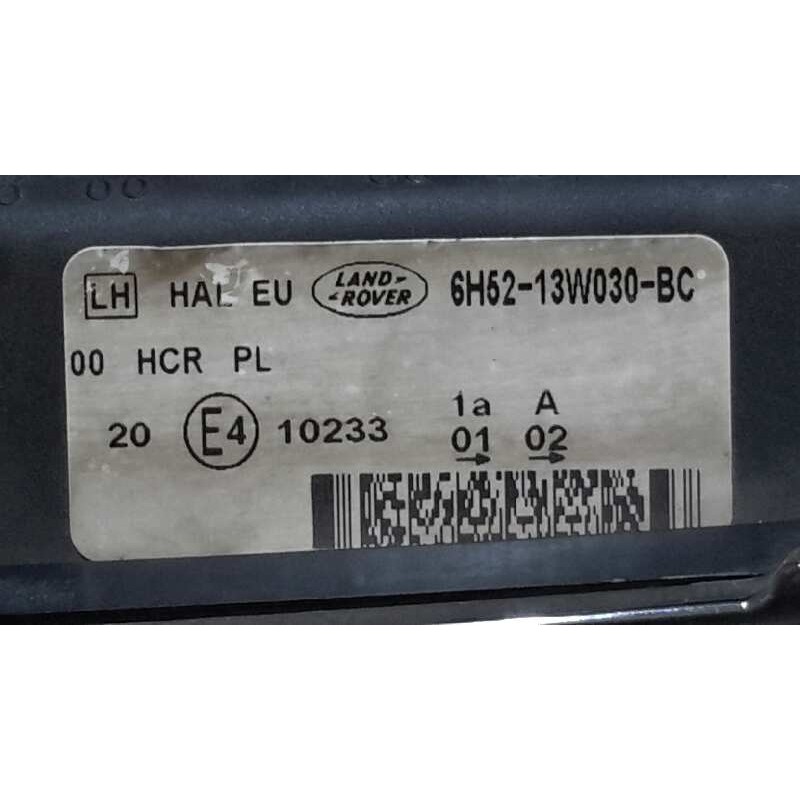 LH HAL EU LAND-ROVER 6H52-13W030-BC
00 HCR PL
1a A
20 E4 10233 01 02